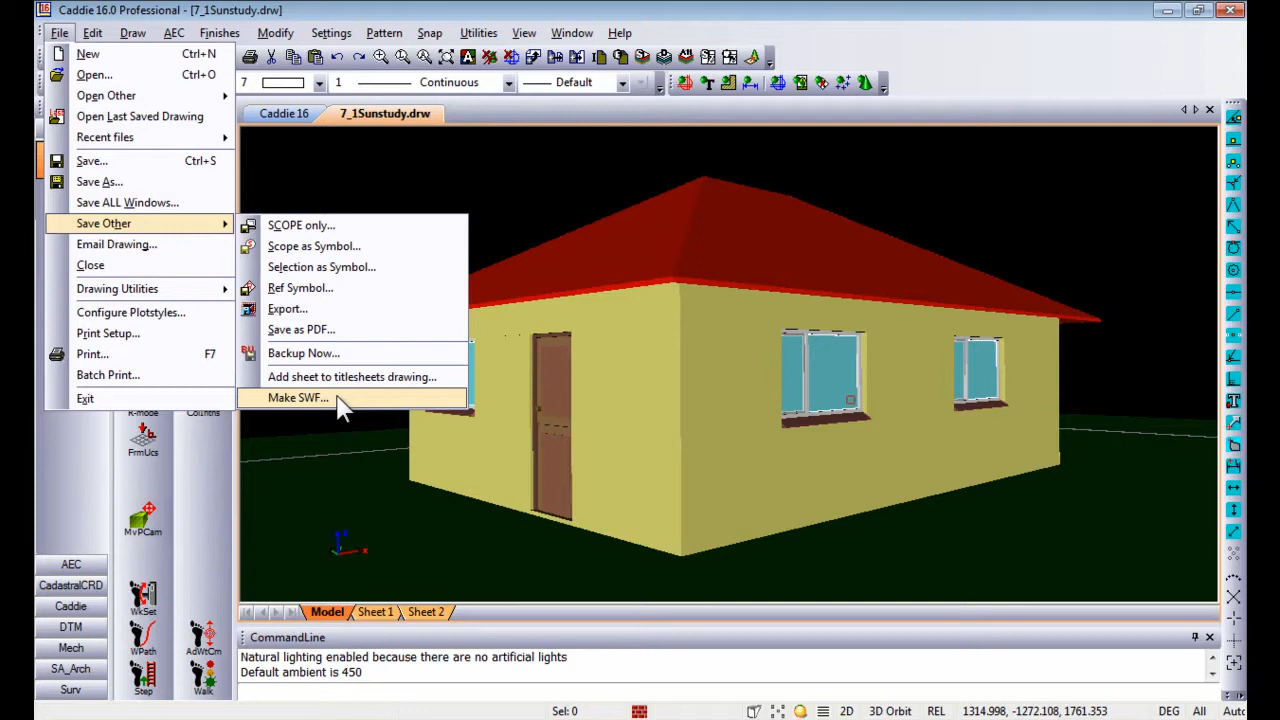 Caddie 16.0 Professional - [7_1Sunstudy.drw]
File Edit Draw AEC Finishes Modify Settings Pattern Snap Utilities View Window Help
7 1 Continuous Default
Caddie 16 7_1Sunstudy.drw
New Ctrl+N
Open... Ctrl+O
Open Other
Open Last Saved Drawing
Recent files
Save... Ctrl+S
Save As...
Save ALL Windows...
Save Other
Email Drawing...
Close
Drawing Utilities
Configure Plotstyles...
Print Setup...
Print... F7
Batch Print...
Exit
SCOPE only...
Scope as Symbol...
Selection as Symbol...
Ref Symbol...
Export...
Save as PDF...
Backup Now...
Add sheet to titlesheets drawing...
Make SWF...
R-mode
FrmUcs
MvPCam
WkSet
WPath AdWtCm
Step Walk
AEC
CadastralCRD
Caddie
DTM
Mech
SA_Arch
Surv
x
Model Sheet 1 Sheet 2
CommandLine
Natural lighting enabled because there are no artificial lights
Default ambient is 450
Sel: 0 2D 3D Orbit REL 1314.998, -1272.108, 1761.353 DEG All Auto